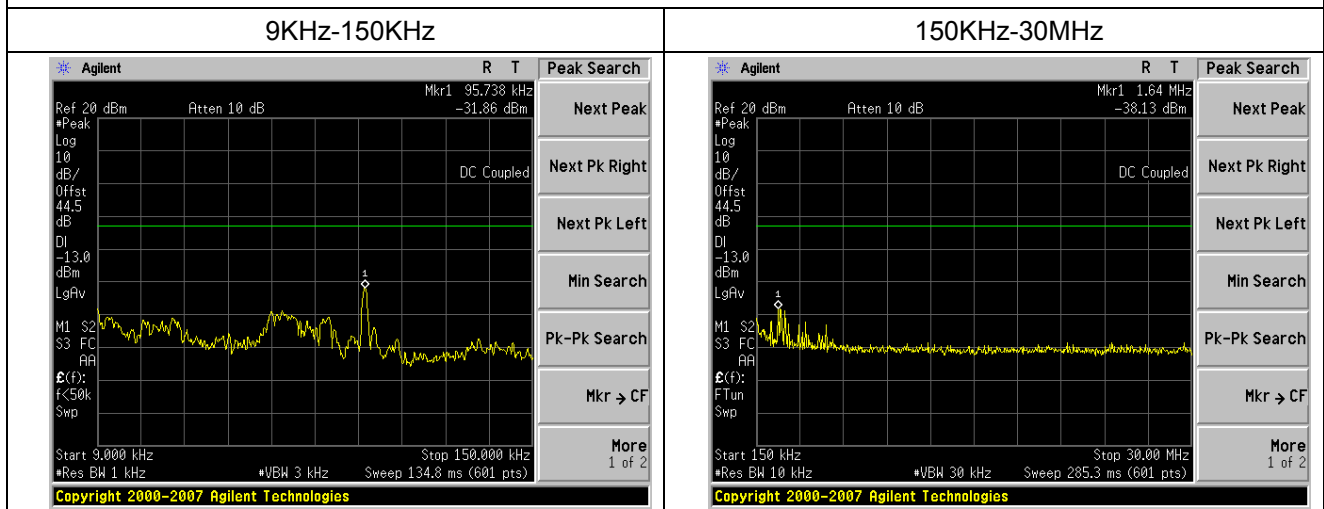 9KHz-150KHz
Agilent R T
Mkr1 95.738 kHz
Ref 20 dBm Atten 10 dB -31.86 dBm
#Peak
Log
10
dB/
Offst
44.5
dB
DI
-13.0
dBm
LgAv
M1 S2
S3 FC
AA
£(f):
f<50k
Swp
DC Coupled
1
Start 9.000 kHz Stop 150.000 kHz
#Res BW 1 kHz #VBW 3 kHz Sweep 134.8 ms (601 pts)
Copyright 2000-2007 Agilent Technologies
Peak Search
Next Peak
Next Pk Right
Next Pk Left
Min Search
Pk-Pk Search
Mkr → CF
More
1 of 2
150KHz-30MHz
Agilent R T
Mkr1 1.64 MHz
Ref 20 dBm Atten 10 dB -38.13 dBm
#Peak
Log
10
dB/
Offst
44.5
dB
DI
-13.0
dBm
LgAv
M1 S2
S3 FC
AA
£(f):
FTun
Swp
DC Coupled
1
Start 150 kHz Stop 30.00 MHz
#Res BW 10 kHz #VBW 30 kHz Sweep 285.3 ms (601 pts)
Copyright 2000-2007 Agilent Technologies
Peak Search
Next Peak
Next Pk Right
Next Pk Left
Min Search
Pk-Pk Search
Mkr → CF
More
1 of 2